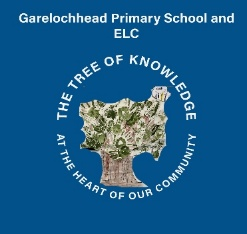 Garelochhead Primary School and
ELC
THE TREE OF KNOWLEDGE
AT THE HEART OF OUR COMMUNITY